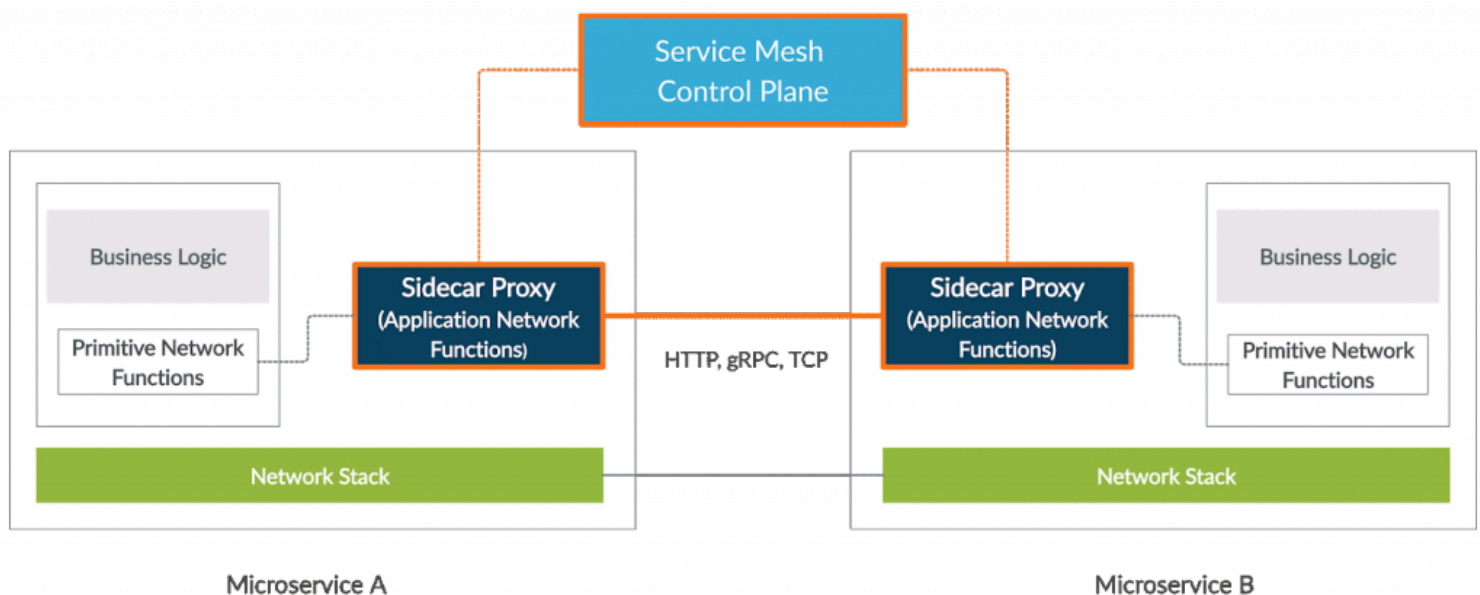 Service Mesh
Control Plane
Business Logic
Primitive Network
Functions
Sidecar Proxy
(Application Network
Functions)
HTTP, gRPC, TCP
Sidecar Proxy
(Application Network
Functions)
Business Logic
Primitive Network
Functions
Network Stack
Network Stack
Microservice A
Microservice B